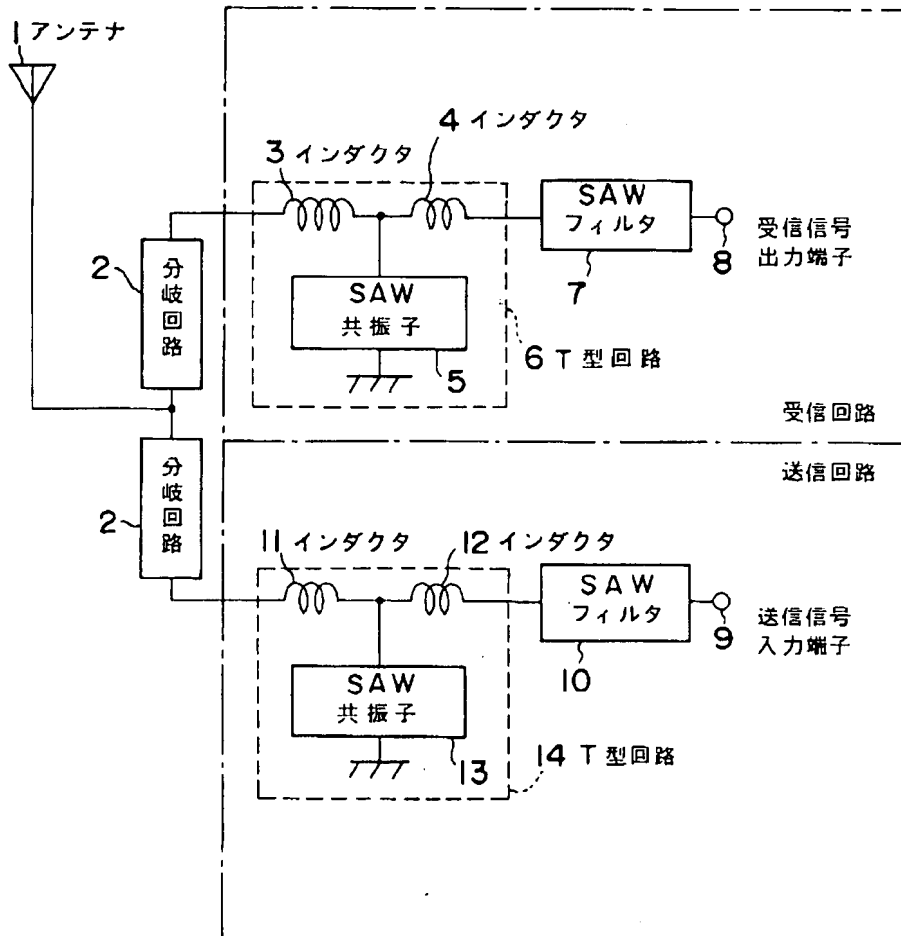 1 アンテナ
3 インダクタ
4 インダクタ
SAW
フィルタ
7
8
受信信号
出力端子
2
分岐回路
SAW
共振子
5
6 T型回路
受信回路
送信回路
2
分岐回路
11 インダクタ
12 インダクタ
SAW
フィルタ
10
9
送信信号
入力端子
SAW
共振子
13
14 T型回路